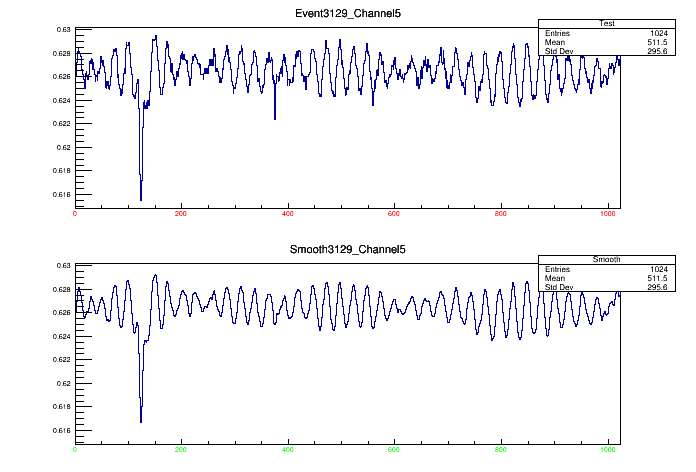 Event3129_Channel5
Test
Entries 1024
Mean 511.5
Std Dev 295.6
0.63
0.628
0.626
0.624
0.622
0.62
0.618
0.616
0 200 400 600 800 1000
Smooth3129_Channel5
Smooth
Entries 1024
Mean 511.5
Std Dev 295.6
0.63
0.628
0.626
0.624
0.622
0.62
0.618
0.616
0 200 400 600 800 1000